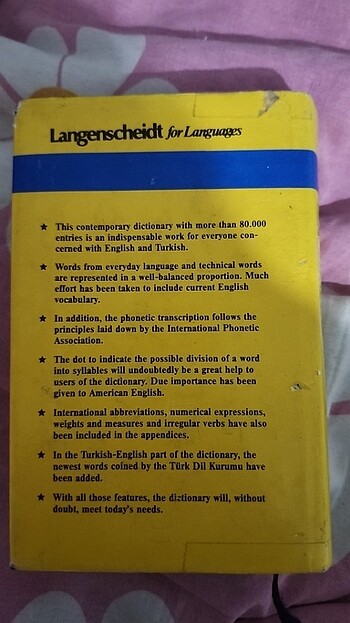 Langenscheidt for Languages
★ This contemporary dictionary with more than 80.000
entries is an indispensable work for everyone con-
cerned with English and Turkish.
★ Words from everyday language and technical words
are represented in a well-balanced proportion. Much
effort has been taken to include current English
vocabulary.
★ In addition, the phonetic transcription follows the
principles laid down by the International Phonetic
Association.
★ The dot to indicate the possible division of a word
into syllables will undoubtedly be a great help to
users of the dictionary. Due importance has been
given to American English.
★ International abbreviations, numerical expressions,
weights and measures and irregular verbs have also
been included in the appendices.
★ In the Turkish-English part of the dictionary, the
newest words coined by the Türk Dil Kurumu have
been added.
★ With all those features, the dictionary will, without
doubt, meet today's needs.